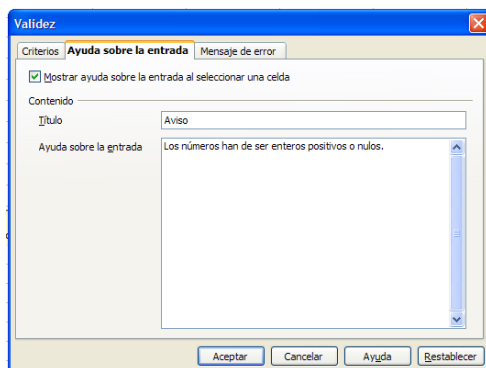 Validez
Criterios Ayuda sobre la entrada Mensaje de error
Mostrar ayuda sobre la entrada al seleccionar una celda
Contenido
Título Aviso
Ayuda sobre la entrada Los números han de ser enteros positivos o nulos.
Aceptar Cancelar Ayuda Restablecer